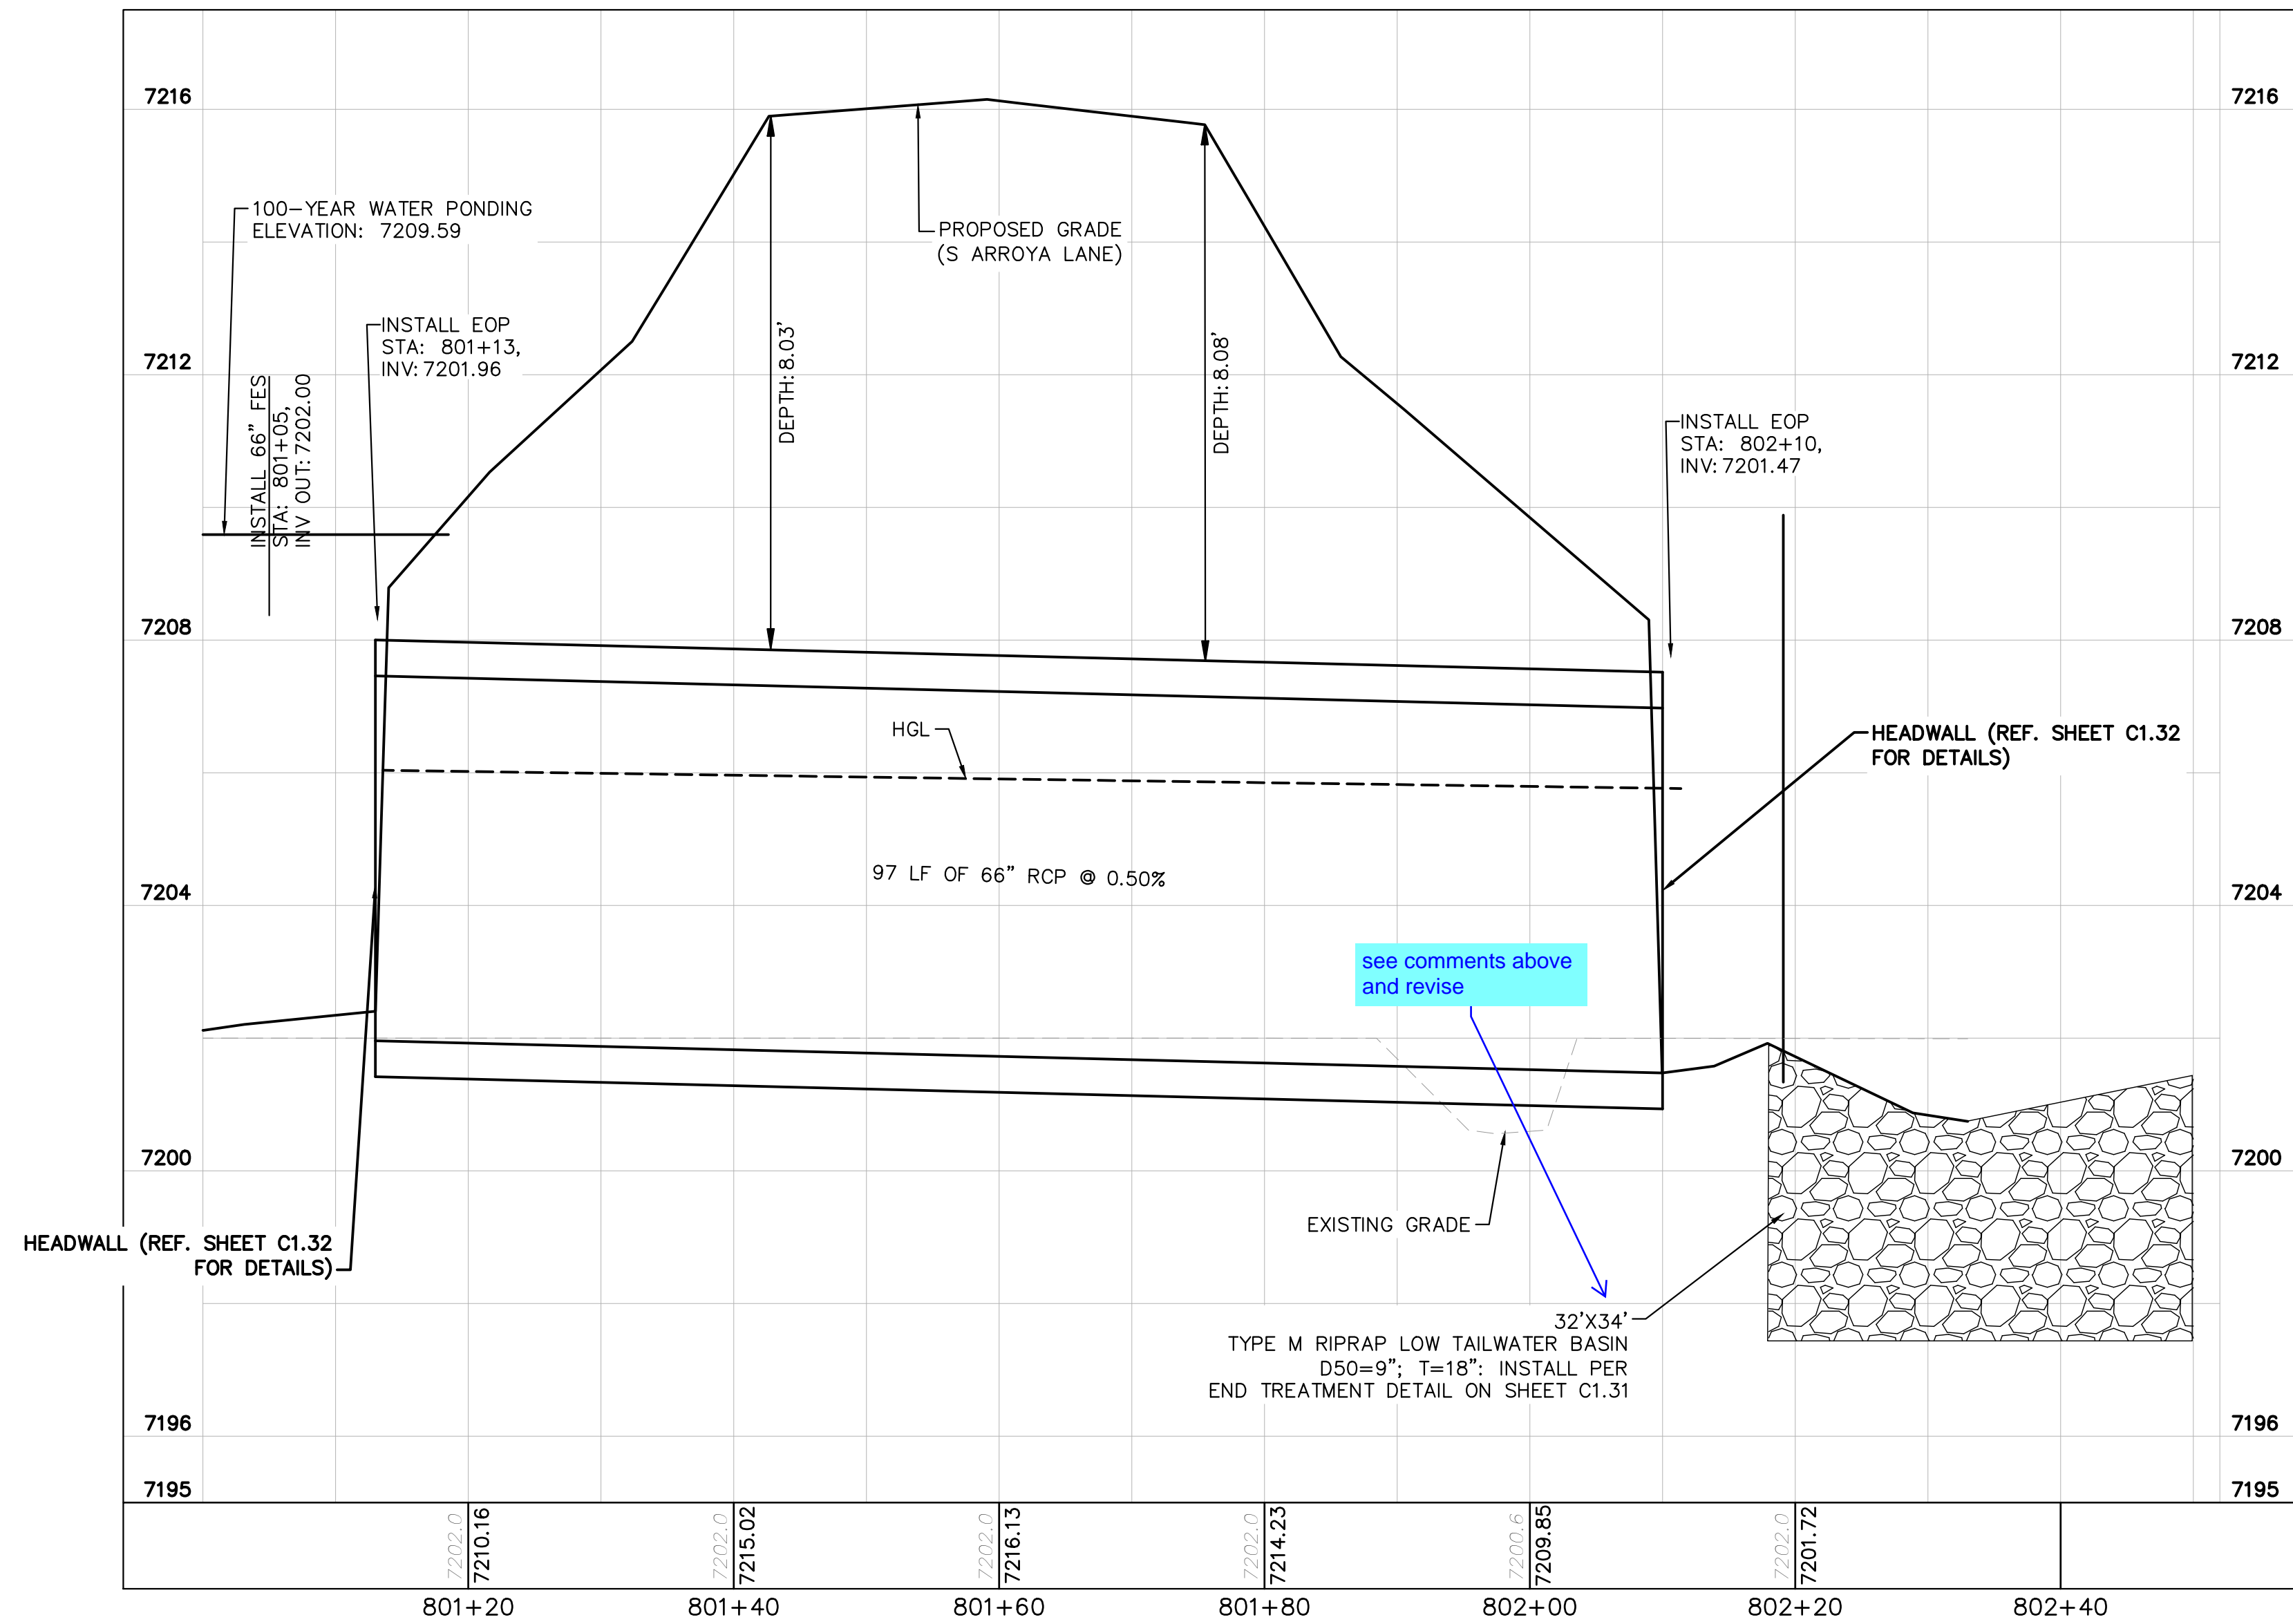 7216
7216
100-YEAR WATER PONDING
ELEVATION: 7209.59
PROPOSED GRADE
(S ARROYA LANE)
INSTALL EOP
STA: 801+13,
INV: 7201.96
7212
7212
INSTALL 66" FES
STA: 801+05,
INV OUT: 7202.00
DEPTH: 8.03'
DEPTH: 8.08'
INSTALL EOP
STA: 802+10,
INV: 7201.47
7208
7208
HGL
HEADWALL (REF. SHEET C1.32
FOR DETAILS)
97 LF OF 66" RCP @ 0.50%
7204
7204
see comments above
and revise
7200
7200
EXISTING GRADE
HEADWALL (REF. SHEET C1.32
FOR DETAILS)
32'X34'
TYPE M RIPRAP LOW TAILWATER BASIN
D50=9"; T=18": INSTALL PER
END TREATMENT DETAIL ON SHEET C1.31
7196
7196
7195
7195
7202.0
7210.16
7202.0
7215.02
7202.0
7216.13
7202.0
7214.23
7200.6
7209.85
7202.0
7201.72
801+20
801+40
801+60
801+80
802+00
802+20
802+40